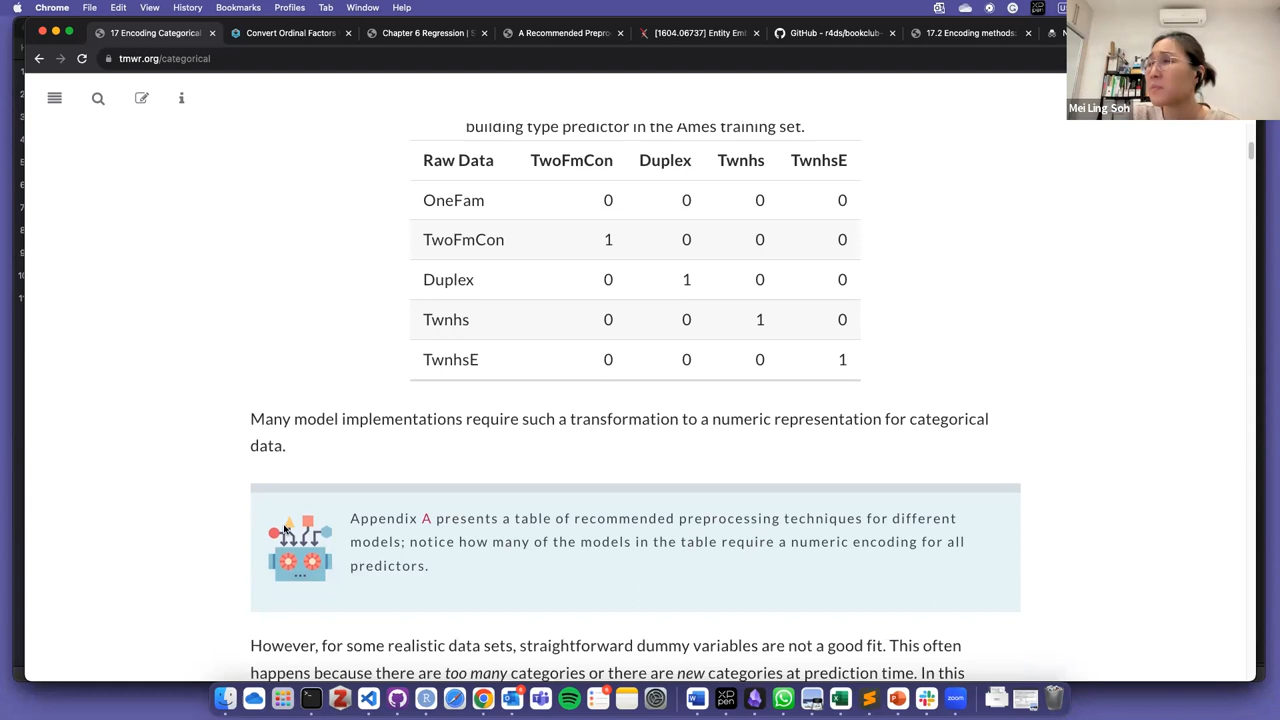 Chrome File Edit View History Bookmarks Profiles Tab Window Help
17 Encoding Categorical
Convert Ordinal Factors
Chapter 6 Regression |
A Recommended Prepro
[1604.06737] Entity Em
GitHub - r4ds/bookclub-
17.2 Encoding methods:
tmwr.org/categorical
Mei Ling Soh
building type predictor in the Ames training set.
Raw Data TwoFmCon Duplex Twnhs TwnhsE
OneFam 0 0 0 0
TwoFmCon 1 0 0 0
Duplex 0 1 0 0
Twnhs 0 0 1 0
TwnhsE 0 0 0 1
Many model implementations require such a transformation to a numeric representation for categorical
data.
Appendix A presents a table of recommended preprocessing techniques for different
models; notice how many of the models in the table require a numeric encoding for all
predictors.
However, for some realistic data sets, straightforward dummy variables are not a good fit. This often
happens because there are too many categories or there are new categories at prediction time. In this